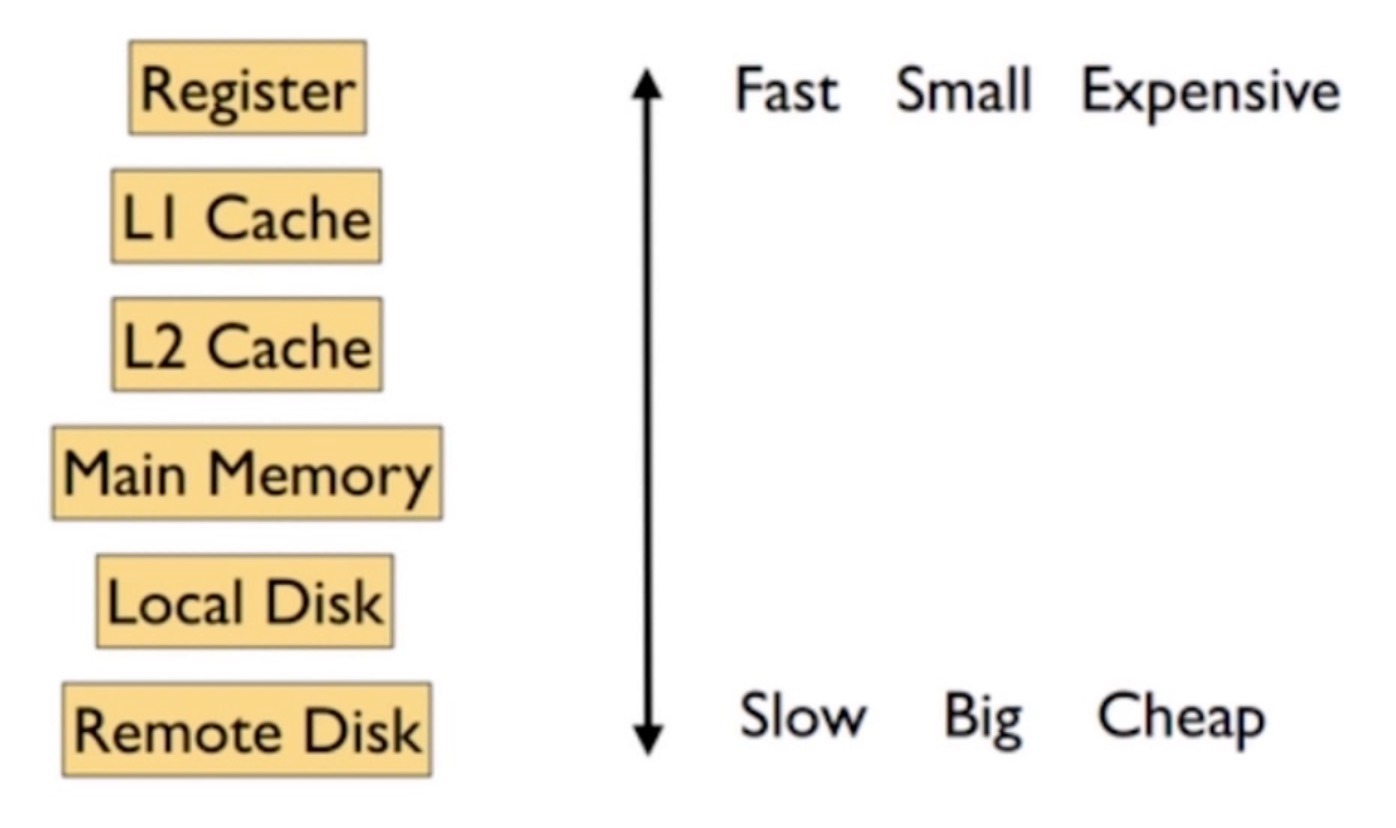 Register
Fast Small Expensive
L1 Cache
L2 Cache
Main Memory
Local Disk
Remote Disk
Slow Big Cheap